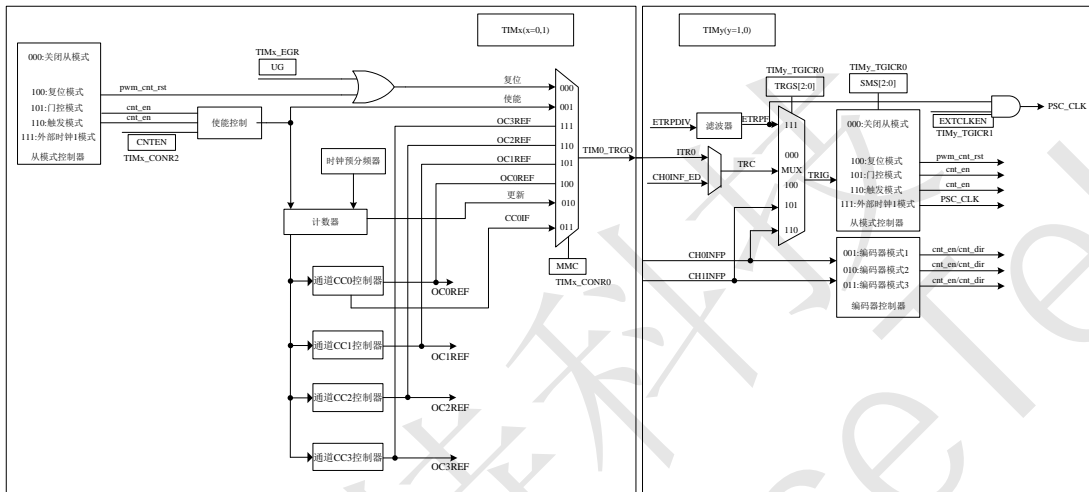 TIMx(x=0,1)
000:关闭从模式
100:复位模式
101:门控模式
110:触发模式
111:外部时钟1模式
从模式控制器
pwm_cnt_rst
cnt_en
cnt_en
TIMx_EGR
UG
CNTEN
TIMx_CONR2
使能控制
时钟预分频器
计数器
通道CC0控制器
通道CC1控制器
通道CC2控制器
通道CC3控制器
OC0REF
OC1REF
OC2REF
OC3REF
复位
使能
OC3REF
OC2REF
OC1REF
OC0REF
更新
CC0IF
000
001
111
110
101
100
010
011
MMC
TIMx_CONR0
TIM0_TRGO
TIMy(y=1,0)
ETRPDIV
滤波器
ETRPF
ITR0
CH0INF_ED
TRC
CH0INFP
CH1INFP
TIMy_TGICR0
TRGS[2:0]
111
000
MUX
100
101
110
TRIG
TIMy_TGICR0
SMS[2:0]
000:关闭从模式
100:复位模式
101:门控模式
110:触发模式
111:外部时钟1模式
从模式控制器
pwm_cnt_rst
cnt_en
cnt_en
PSC_CLK
EXTCLKEN
TIMy_TGICR1
PSC_CLK
001:编码器模式1
010:编码器模式2
011:编码器模式3
编码器控制器
cnt_en/cnt_dir
cnt_en/cnt_dir
cnt_en/cnt_dir